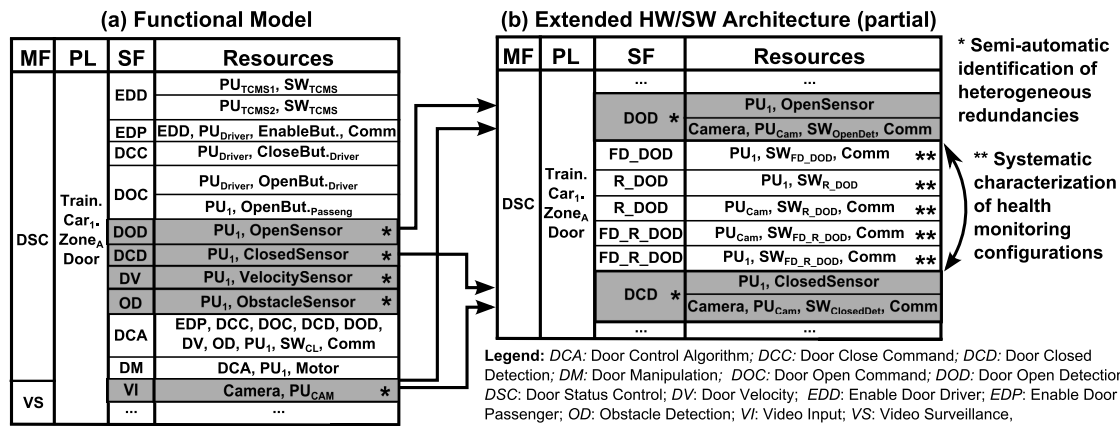 (a) Functional Model
MF PL SF Resources
DSC
Train.
Car1.
ZoneA
Door
EDD
PUTCMS1, SWTCMS
PUTCMS2, SWTCMS
EDP EDD, PUDriver, EnableBut., Comm
DCC PUDriver, CloseBut.Driver
DOC
PUDriver, OpenBut.Driver
PU1, OpenBut.Passeng
DOD PU1, OpenSensor *
DCD PU1, ClosedSensor *
DV PU1, VelocitySensor *
OD PU1, ObstacleSensor *
DCA
EDP, DCC, DOC, DCD, DOD,
DV, OD, PU1, SWCL, Comm
DM DCA, PU1, Motor
VS
VI Camera, PUCAM *
... ...
(b) Extended HW/SW Architecture (partial)
MF PL SF Resources
DSC
Train.
Car1.
ZoneA
Door
... 
DOD *
PU1, OpenSensor
Camera, PUCam, SWOpenDet, Comm
FD_DOD PU1, SWFD_DOD, Comm **
R_DOD PU1, SWR_DOD **
R_DOD PUCam, SWR_DOD, Comm **
FD_R_DOD PUCam, SWFD_R_DOD, Comm **
FD_R_DOD PU1, SWFD_R_DOD, Comm **
DCD *
PU1, ClosedSensor
Camera, PUCam, SWClosedDet, Comm
... ...
* Semi-automatic
identification of
heterogeneous
redundancies
** Systematic
characterization
of health
monitoring
configurations
Legend: DCA: Door Control Algorithm; DCC: Door Close Command; DCD: Door Closed
Detection; DM: Door Manipulation; DOC: Door Open Command; DOD: Door Open Detection
DSC: Door Status Control; DV: Door Velocity; EDD: Enable Door Driver; EDP: Enable Door
Passenger; OD: Obstacle Detection; VI: Video Input; VS: Video Surveillance,